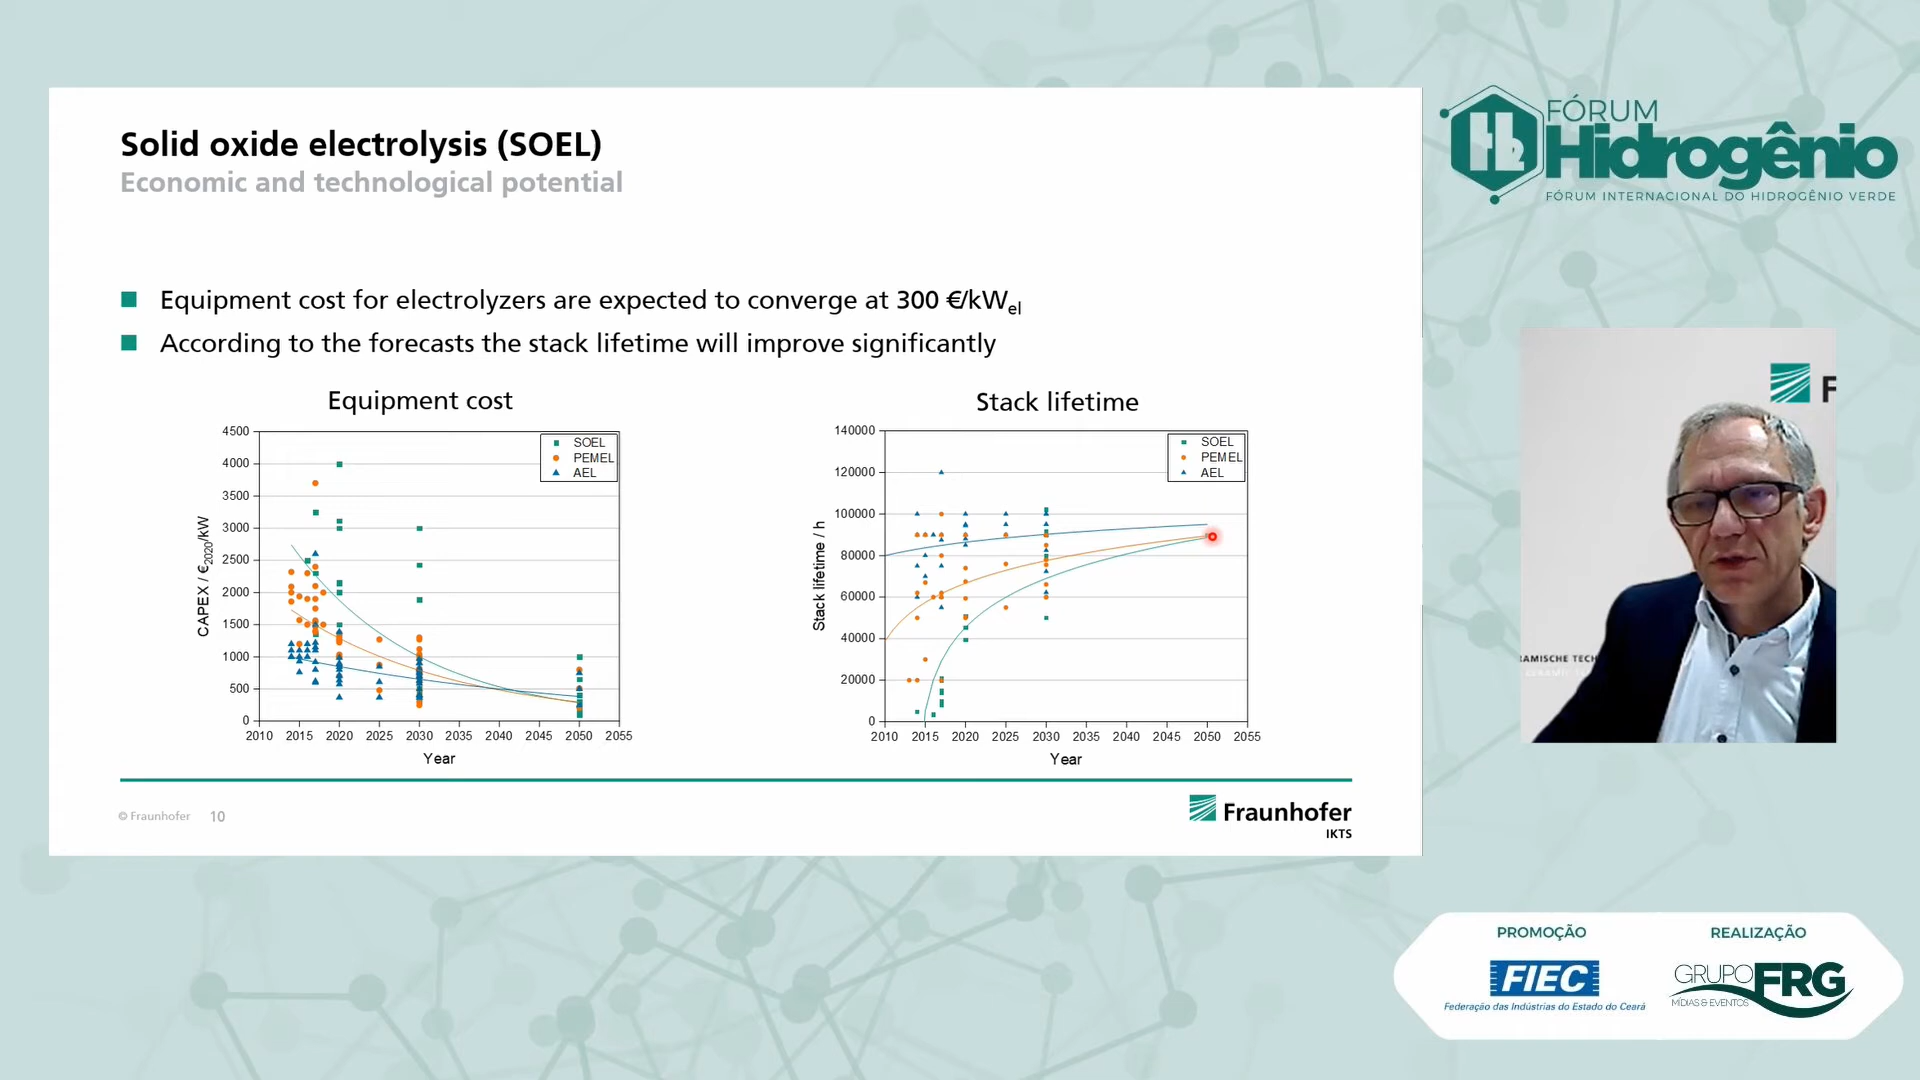 Solid oxide electrolysis (SOEL)
Economic and technological potential
Equipment cost for electrolyzers are expected to converge at 300 €/kWel
According to the forecasts the stack lifetime will improve significantly
Equipment cost
4500
4000
3500
3000
2500
2000
1500
1000
500
0
CAPEX / €2020/kW
SOEL
PEMEL
AEL
2010 2015 2020 2025 2030 2035 2040 2045 2050 2055
Year
Stack lifetime
140000
120000
100000
80000
60000
40000
20000
0
Stack lifetime / h
SOEL
PEMEL
AEL
2010 2015 2020 2025 2030 2035 2040 2045 2050 2055
Year
© Fraunhofer 10
Fraunhofer
IKTS
H2
FÓRUM
Hidrogênio
FÓRUM INTERNACIONAL DO HIDROGÊNIO VERDE
F
RAMISCHE TECH
PROMOÇÃO
FIEC
Federação das Indústrias do Estado do Ceará
REALIZAÇÃO
GRUPO FRG
MÍDIAS & EVENTOS